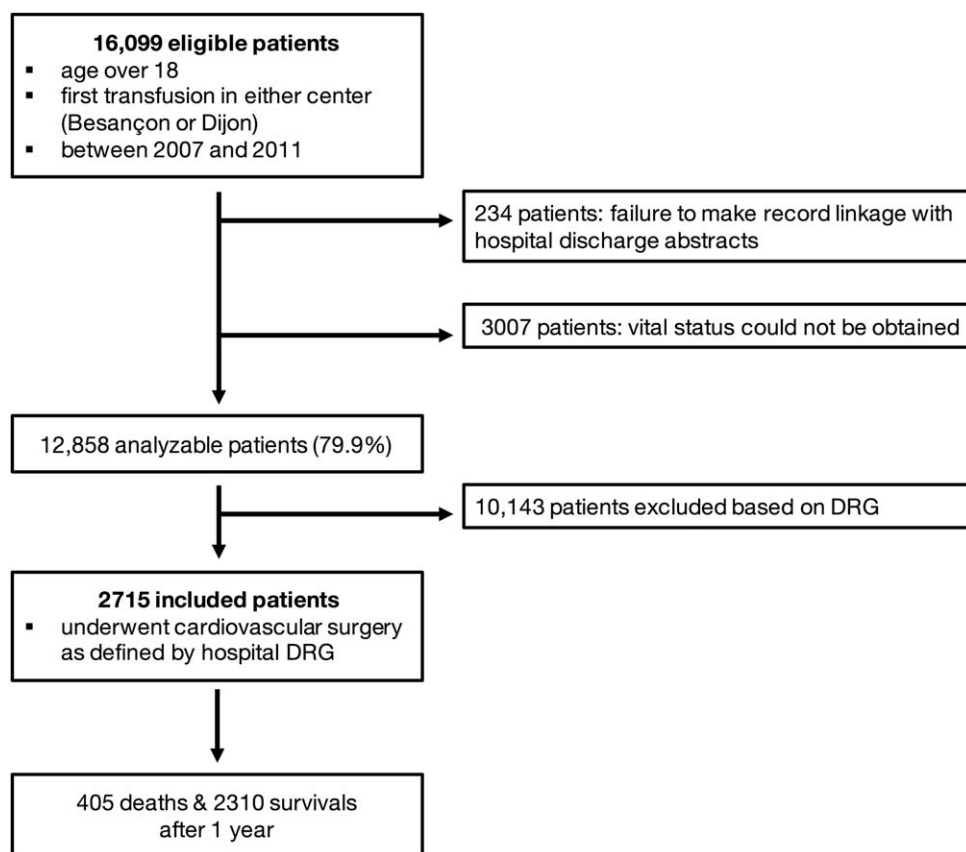 16,099 eligible patients
▪ age over 18
▪ first transfusion in either center
(Besançon or Dijon)
▪ between 2007 and 2011
234 patients: failure to make record linkage with
hospital discharge abstracts
3007 patients: vital status could not be obtained
12,858 analyzable patients (79.9%)
10,143 patients excluded based on DRG
2715 included patients
▪ underwent cardiovascular surgery
as defined by hospital DRG
405 deaths & 2310 survivals
after 1 year